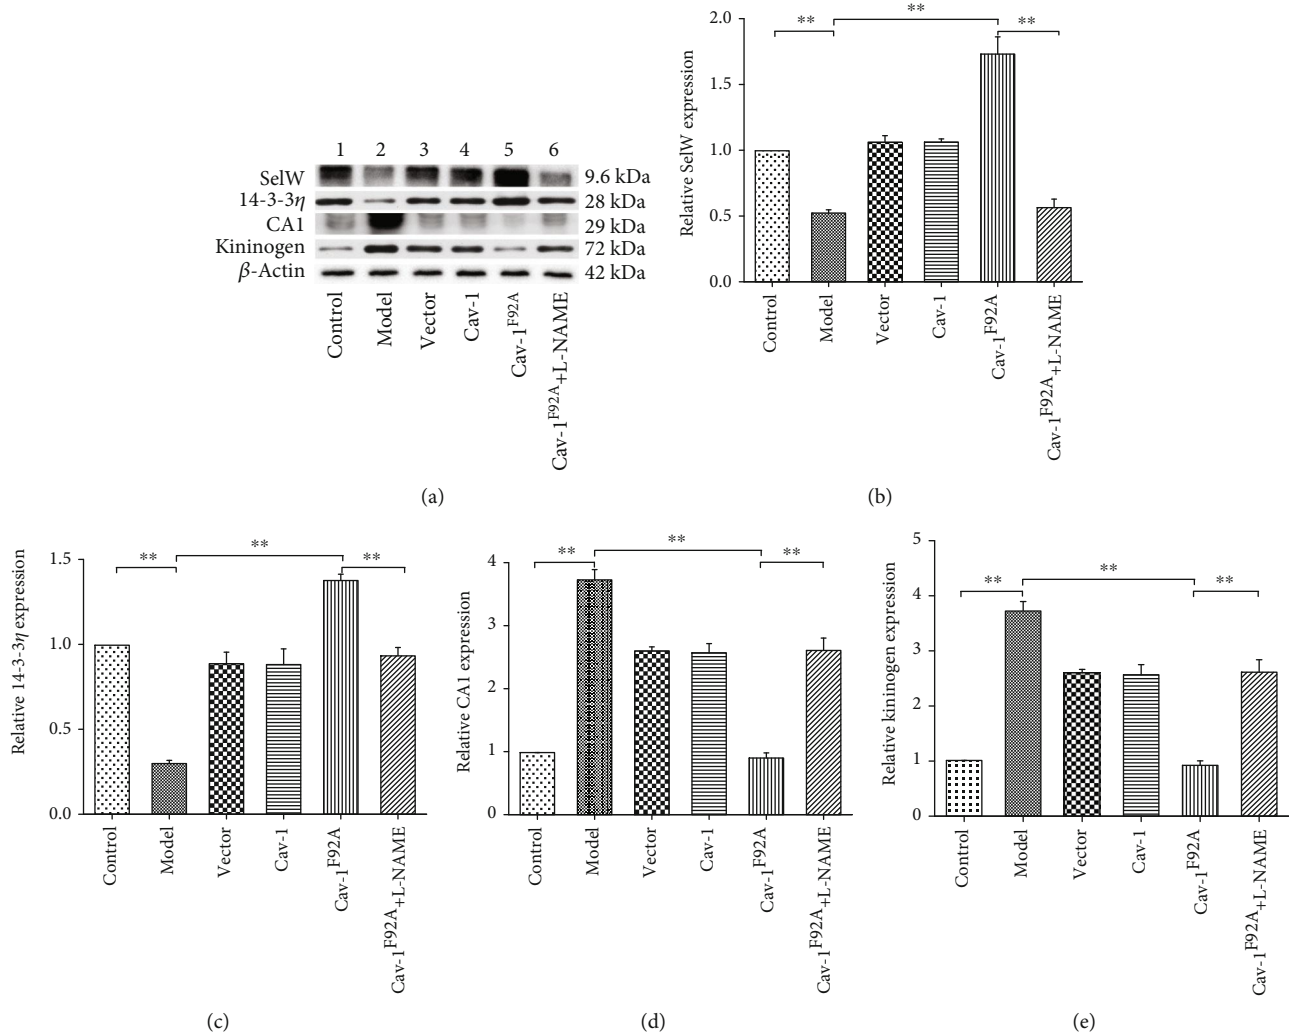 1 2 3 4 5 6
SelW 9.6 kDa
14-3-3η 28 kDa
CA1 29 kDa
Kininogen 72 kDa
β-Actin 42 kDa
Control
Model
Vector
Cav-1
Cav-1F92A
Cav-1F92A+L-NAME
(a)
Relative SelW expression
2.0
1.5
1.0
0.5
0.0
** ** **
Control
Model
Vector
Cav-1
Cav-1F92A
Cav-1F92A+L-NAME
(b)
Relative 14-3-3η expression
1.5
1.0
0.5
0.0
** ** **
Control
Model
Vector
Cav-1
Cav-1F92A
Cav-1F92A+L-NAME
(c)
Relative CA1 expression
4
2
4
1
0
** ** **
Control
Model
Vector
Cav-1
Cav-1F92A
Cav-1F92A+L-NAME
(d)
Relative kininogen expression
5
4
3
2
1
0
** ** **
Control
Model
Vector
Cav-1
Cav-1F92A
Cav-1F92A+L-NAME
(e)